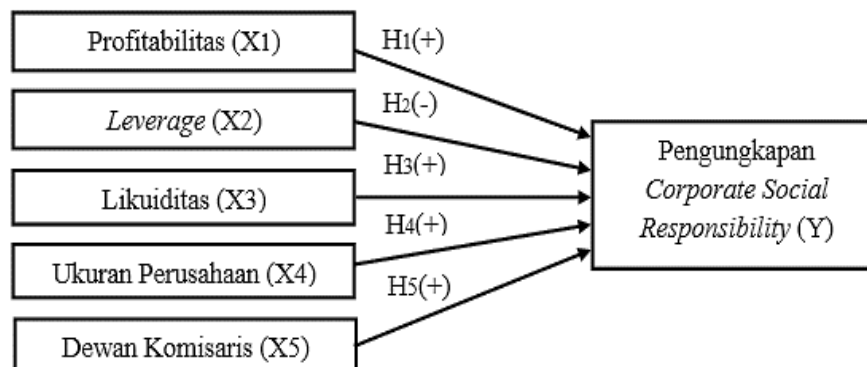 Profitabilitas (X1)
H1(+)
Leverage (X2)
H2(-)
H3(+)
Likuiditas (X3)
H4(+)
Ukuran Perusahaan (X4)
H5(+)
Dewan Komisaris (X5)
Pengungkapan
Corporate Social
Responsibility (Y)